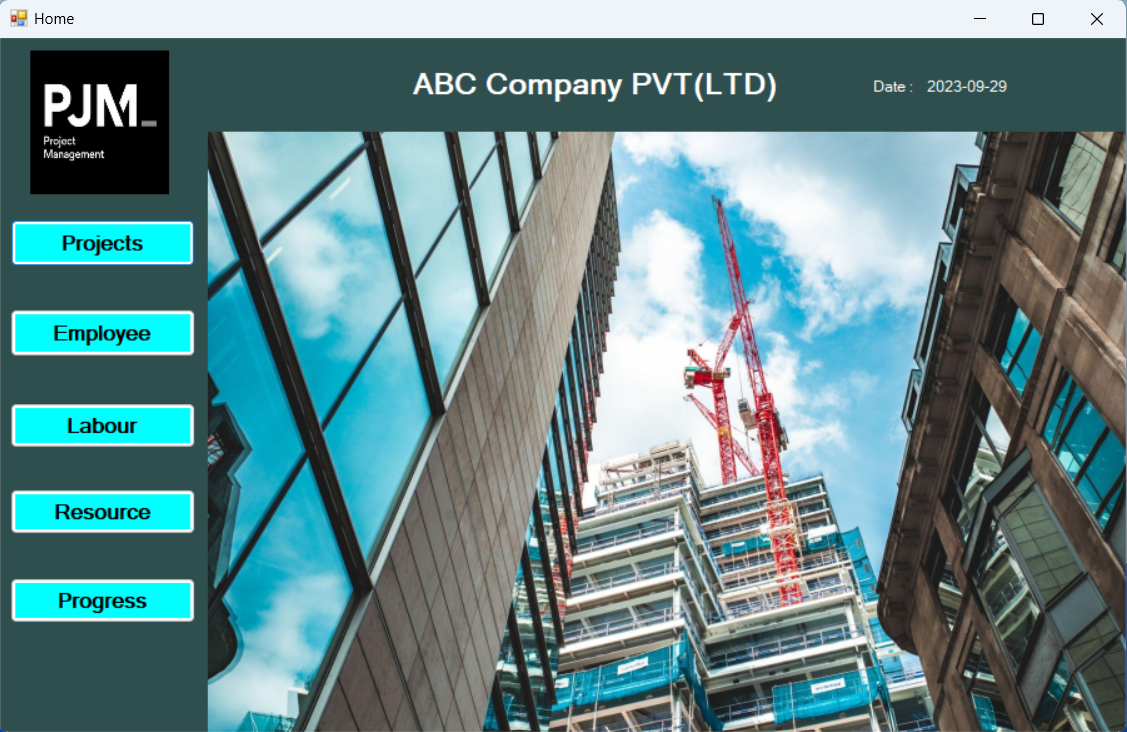 Home
PJM_
Project
Management
ABC Company PVT(LTD)
Date : 2023-09-29
Projects
Employee
Labour
Resource
Progress